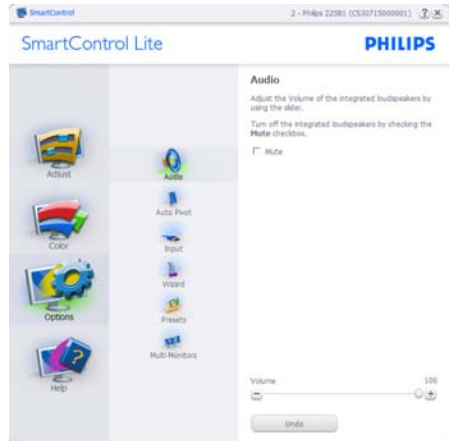 SmartControl
2 - Philips 225B1 (CS30715000001)
SmartControl Lite
PHILIPS
Adjust
Color
Options
Help
Audio
Auto Pivot
Input
Wizard
Presets
Multi Monitors
Audio
Adjust the Volume of the integrated loudspeakers by
using the slider.
Turn off the integrated loudspeakers by checking the
Mute checkbox.
Mute
Volume 100
Undo